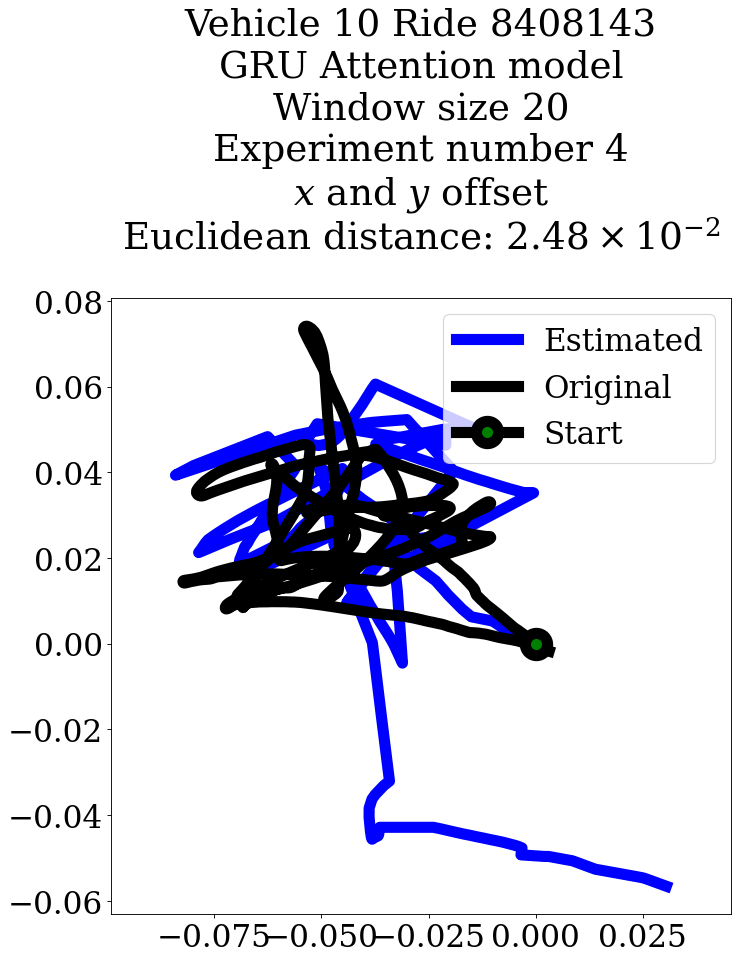 Vehicle 10 Ride 8408143
GRU Attention model
Window size 20
Experiment number 4
x and y offset
Euclidean distance: 2.48 × 10⁻²
0.08
0.06
0.04
0.02
0.00
−0.02
−0.04
−0.06
Estimated
Original
Start
−0.075 −0.050 −0.025 0.000 0.025